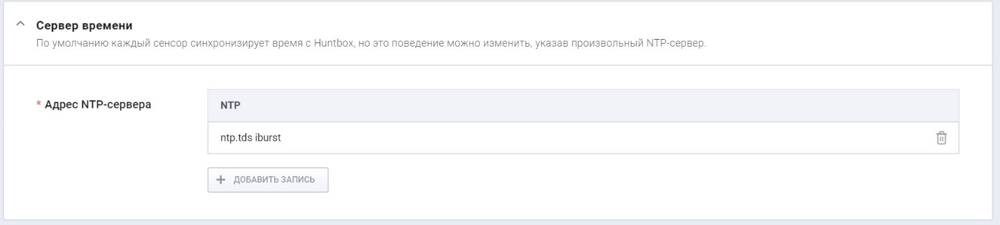 Сервер времени
По умолчанию каждый сенсор синхронизирует время с Huntbox, но это поведение можно изменить, указав произвольный NTP-сервер.
* Адрес NTP-сервера
NTP
ntp.tds iburst
+ ДОБАВИТЬ ЗАПИСЬ